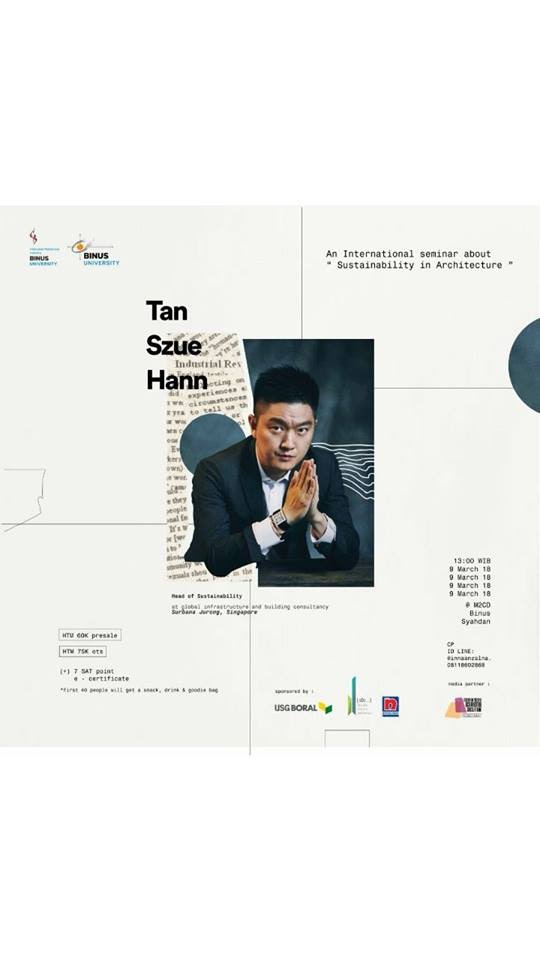 BINUS
UNIVERSITY
BINUS
UNIVERSITY
An International seminar about
" Sustainability in Architecture "
Tan
Szue
Hann
Industrial Rev
experiences
circumstances
to tell us th
Head of Sustainability
at global infrastructure and building consultancy
Surbana Jurong, Singapore
13:00 WIB
9 March 18
9 March 18
9 March 18
9 March 18
@ M2CD
Binus
Syahdan
HTM 60K presale
HTM 75K ots
(+) 7 SAT point
e - certificate
*first 40 people will get a snack, drink & goodie bag
CP
ID LINE:
08118602868
sponsored by :
USG BORAL
media partner :